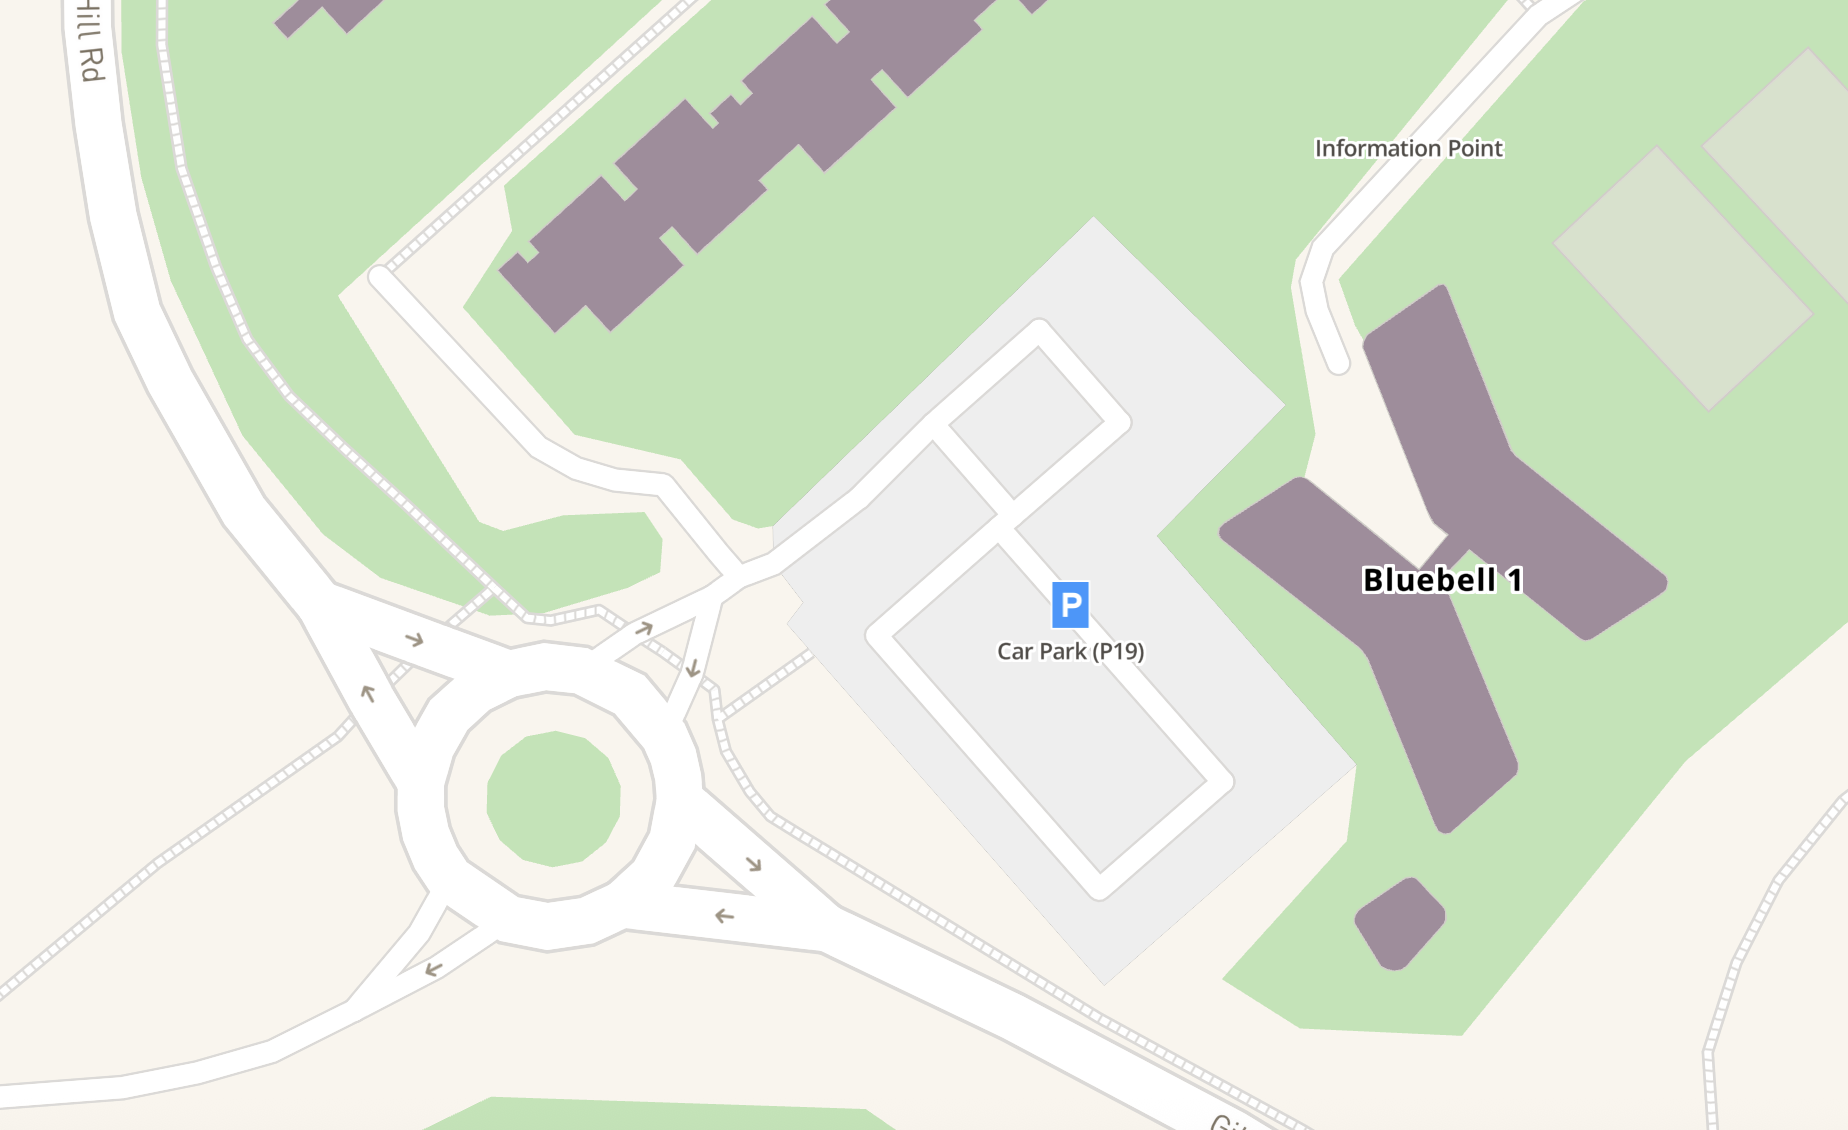 Hill Rd
Information Point
Bluebell 1
P
Car Park (P19)